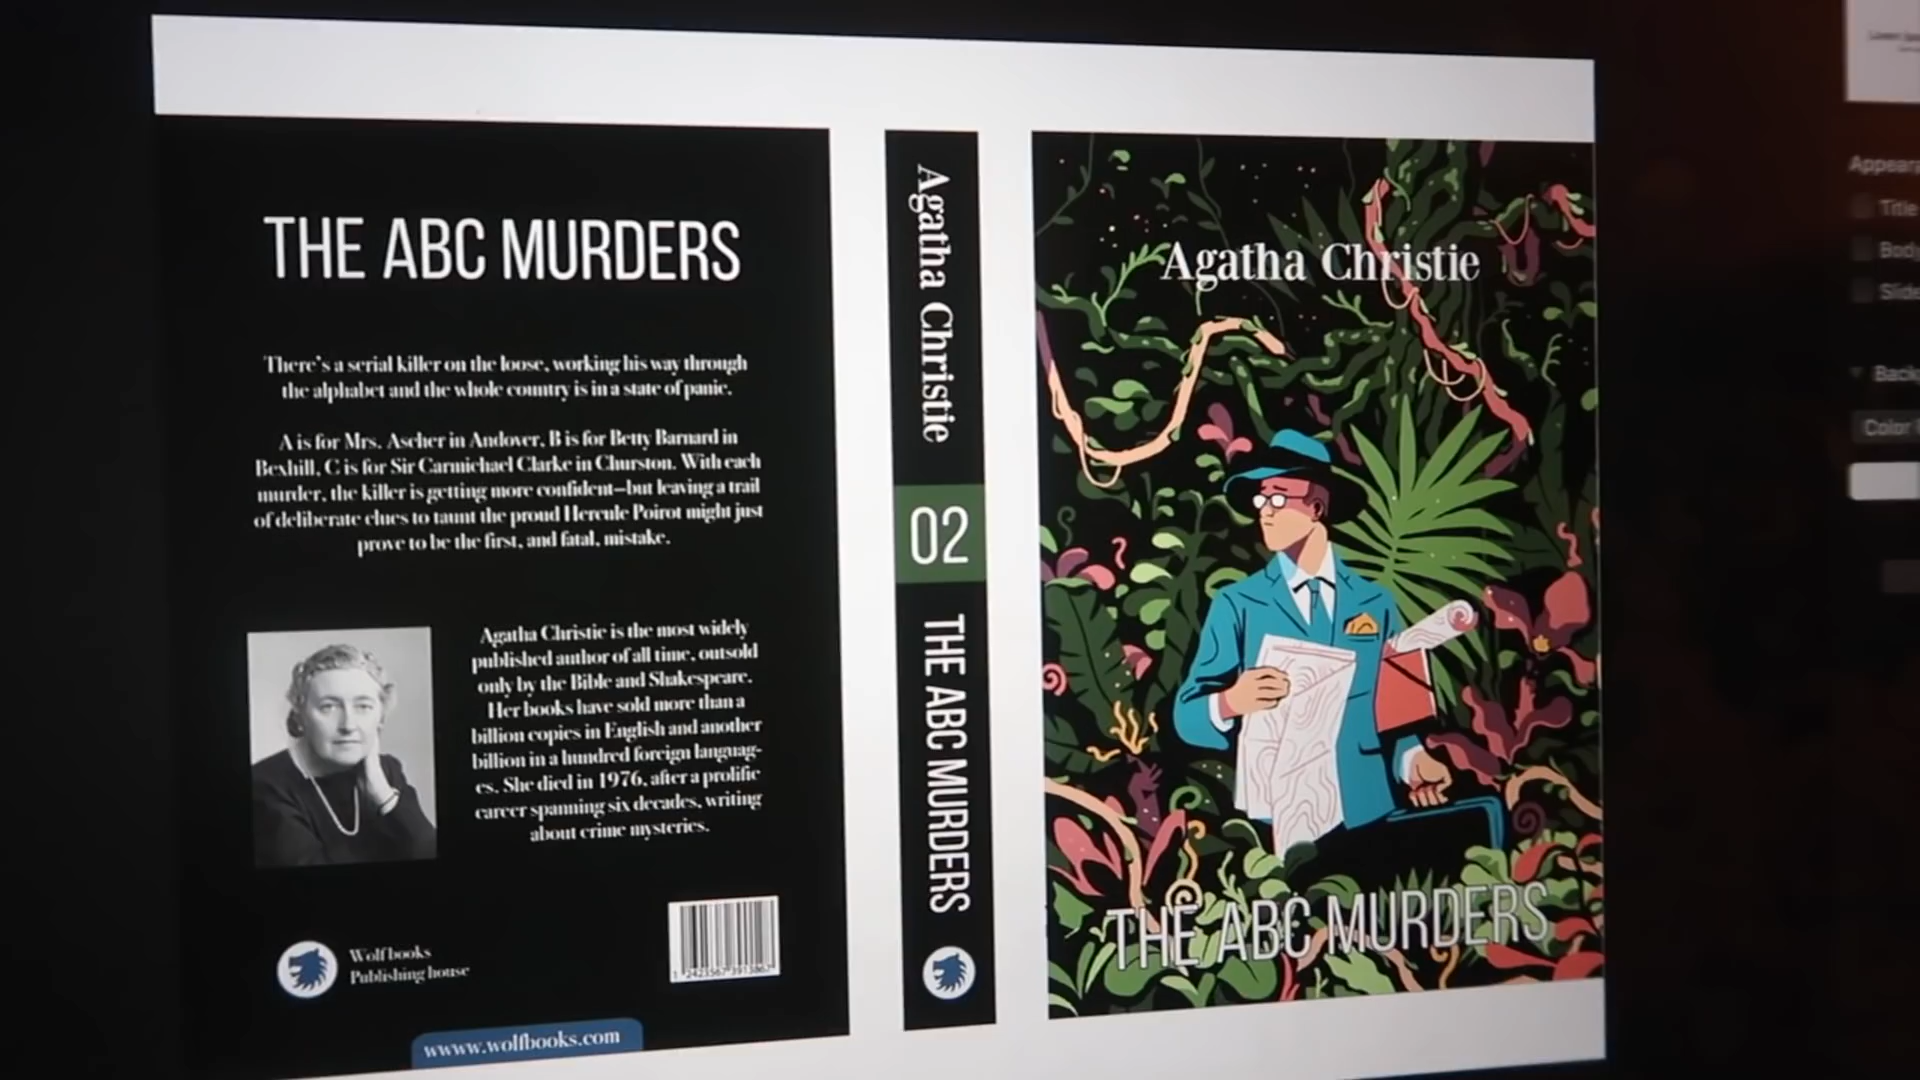 THE ABC MURDERS
There's a serial killer on the loose, working his way through
the alphabet and the whole country is in a state of panic.
A is for Mrs. Ascher in Andover, B is for Betty Barnard in
Bexhill, C is for Sir Carmichael Clarke in Churston. With each
murder, the killer is getting more confident—but leaving a trail
of deliberate clues to taunt the proud Hercule Poirot might just
prove to be the first, and fatal, mistake.
Agatha Christie is the most widely
published author of all time, outsold
only by the Bible and Shakespeare.
Her books have sold more than a
billion copies in English and another
billion in a hundred foreign languag-
es. She died in 1976, after a prolific
career spanning six decades, writing
about crime mysteries.
Wolf books
Publishing house
www.wolfbooks.com
Agatha Christie
02
THE ABC MURDERS
Agatha Christie
THE ABC MURDERS
Title
Color